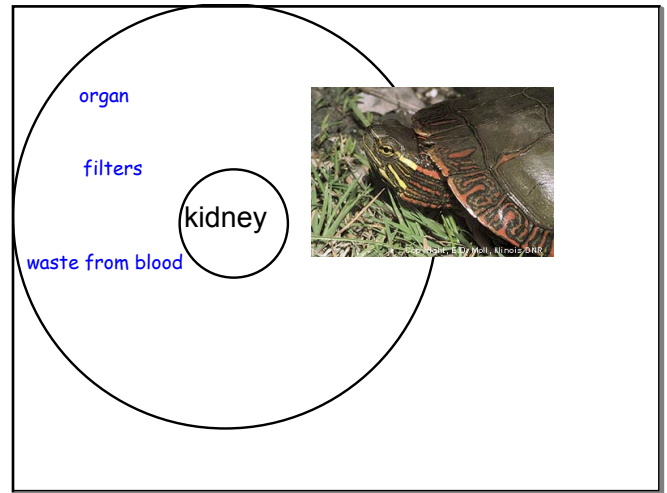 organ
filters
kidney
waste from blood
Copyright, E.D. Moll, Illinois DNR